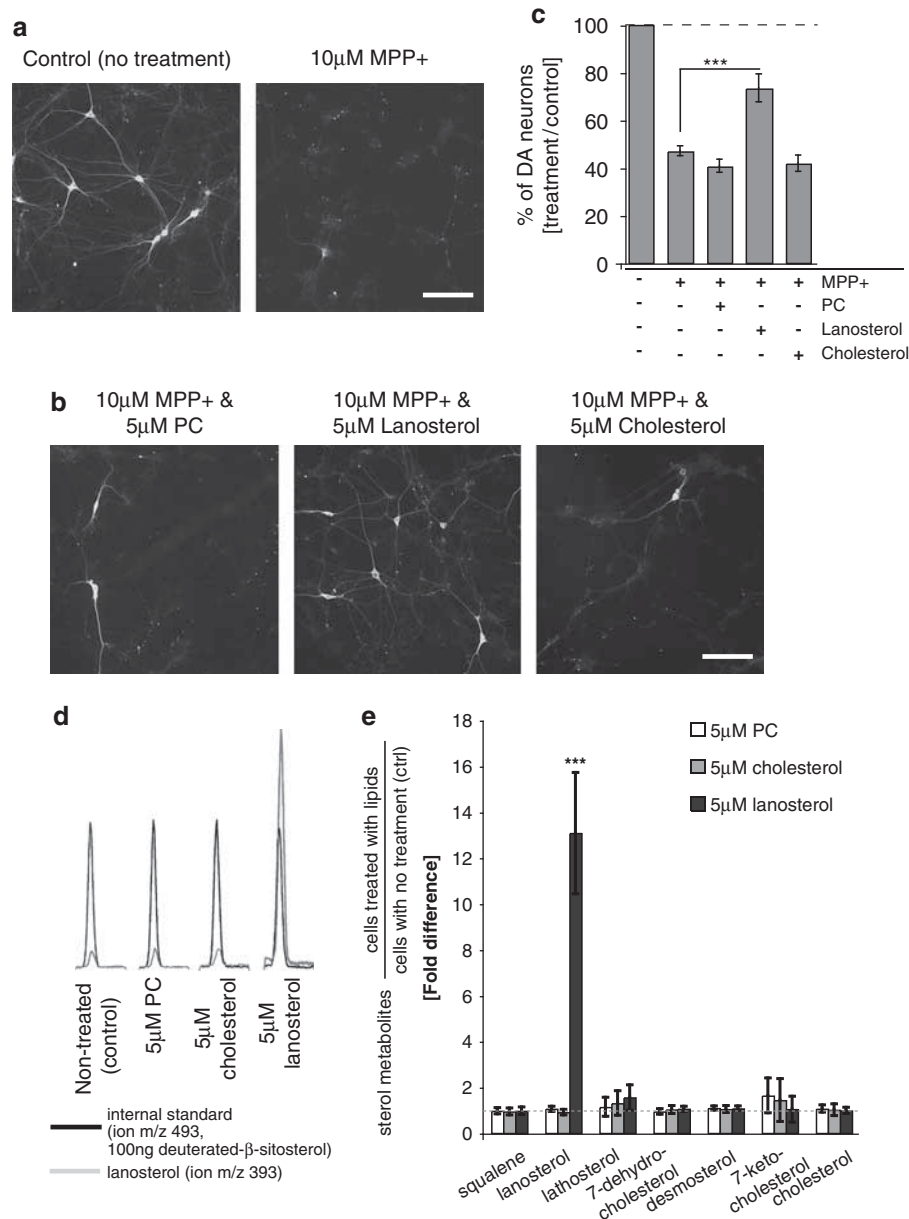 a
Control (no treatment)
10µM MPP+
c
100
80
60
40
20
0
% of DA neurons
[treatment/control]
***
- + + + + MPP+
- - + - - PC
- - - + - Lanosterol
- - - - + Cholesterol
b
10µM MPP+ &
5µM PC
10µM MPP+ &
5µM Lanosterol
10µM MPP+ &
5µM Cholesterol
d
Non-treated
(control)
5µM PC
5µM
cholesterol
5µM
lanosterol
internal standard
(ion m/z 493,
100ng deuterated-β-sitosterol)
lanosterol (ion m/z 393)
e
sterol metabolites
cells treated with lipids
cells with no treatment (ctrl)
[Fold difference]
18
16
14
12
10
8
6
4
2
0
***
5µM PC
5µM cholesterol
5µM lanosterol
squalene
lanosterol
lathosterol
7-dehydro-
cholesterol
desmosterol
7-keto-
cholesterol
cholesterol